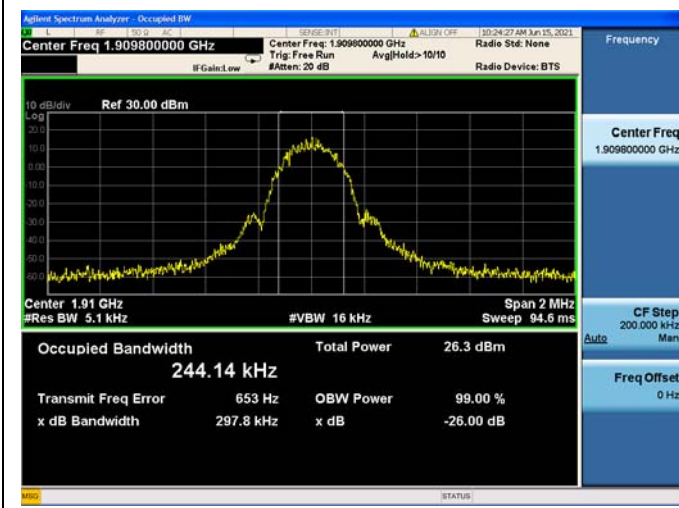 Agilent Spectrum Analyzer - Occupied BW
L RF 50 Ω AC SENSE:INT ALIGN OFF 10:24:27 AM Jun 15, 2021
Center Freq 1.909800000 GHz
Center Freq: 1.909800000 GHz
Radio Std: None
Trig: Free Run Avg|Hold:> 10/10
IFGain:Low #Atten: 20 dB
Radio Device: BTS
Frequency
10 dB/div Ref 30.00 dBm
Log
20.0
10.0
0.00
10.0
20.0
30.0
40.0
50.0
60.0
Center 1.91 GHz
Span 2 MHz
#Res BW 5.1 kHz
#VBW 16 kHz
Sweep 94.6 ms
Center Freq
1.909800000 GHz
CF Step
200.000 kHz
Auto Man
Freq Offset
0 Hz
Occupied Bandwidth
244.14 kHz
Total Power 26.3 dBm
Transmit Freq Error 653 Hz
OBW Power 99.00 %
x dB Bandwidth 297.8 kHz
x dB -26.00 dB
MSG
STATUS